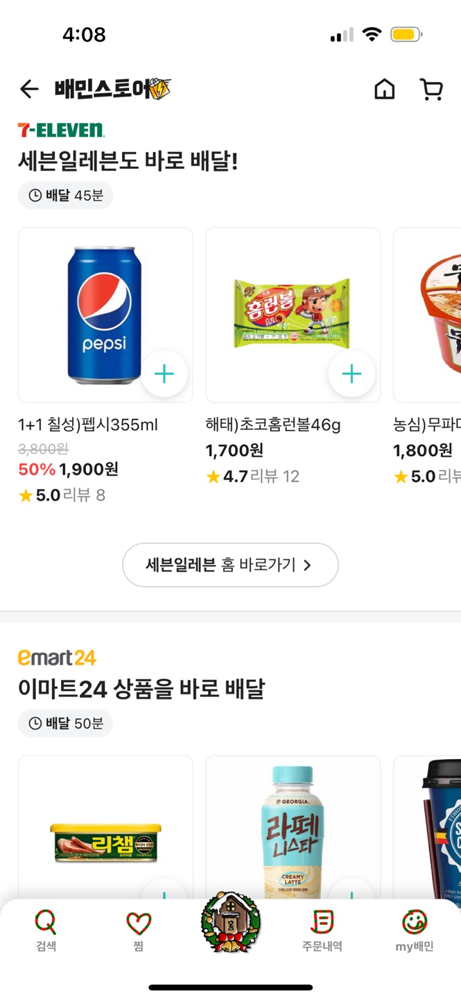 4:08
배민스토어
7-ELEVEN
세븐일레븐도 바로 배달!
배달 45분
pepsi
홈런볼
1+1 칠성)펩시355ml
3,800원
50% 1,900원
5.0 리뷰 8
해태)초코홈런볼46g
1,700원
4.7 리뷰 12
농심)무파마
1,800원
5.0 리뷰
세븐일레븐 홈 바로가기
emart24
이마트24 상품을 바로 배달
배달 50분
리챔
GEORGIA
라떼
니스타
CREAMY
LATTE
검색
찜
홈
주문내역
my배민